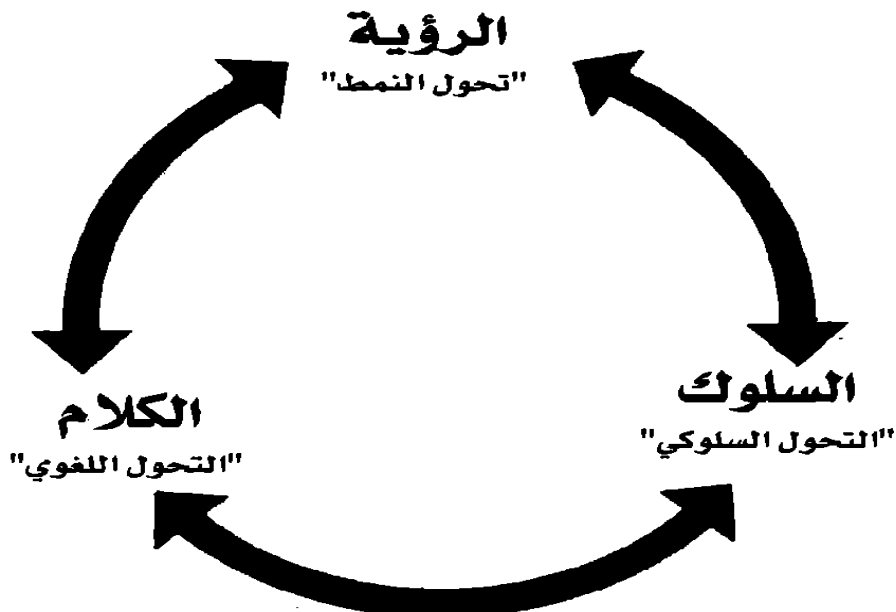 الرؤية
"تحول النمط"
السلوك
"التحول السلوكي"
الكلام
"التحول اللغوي"